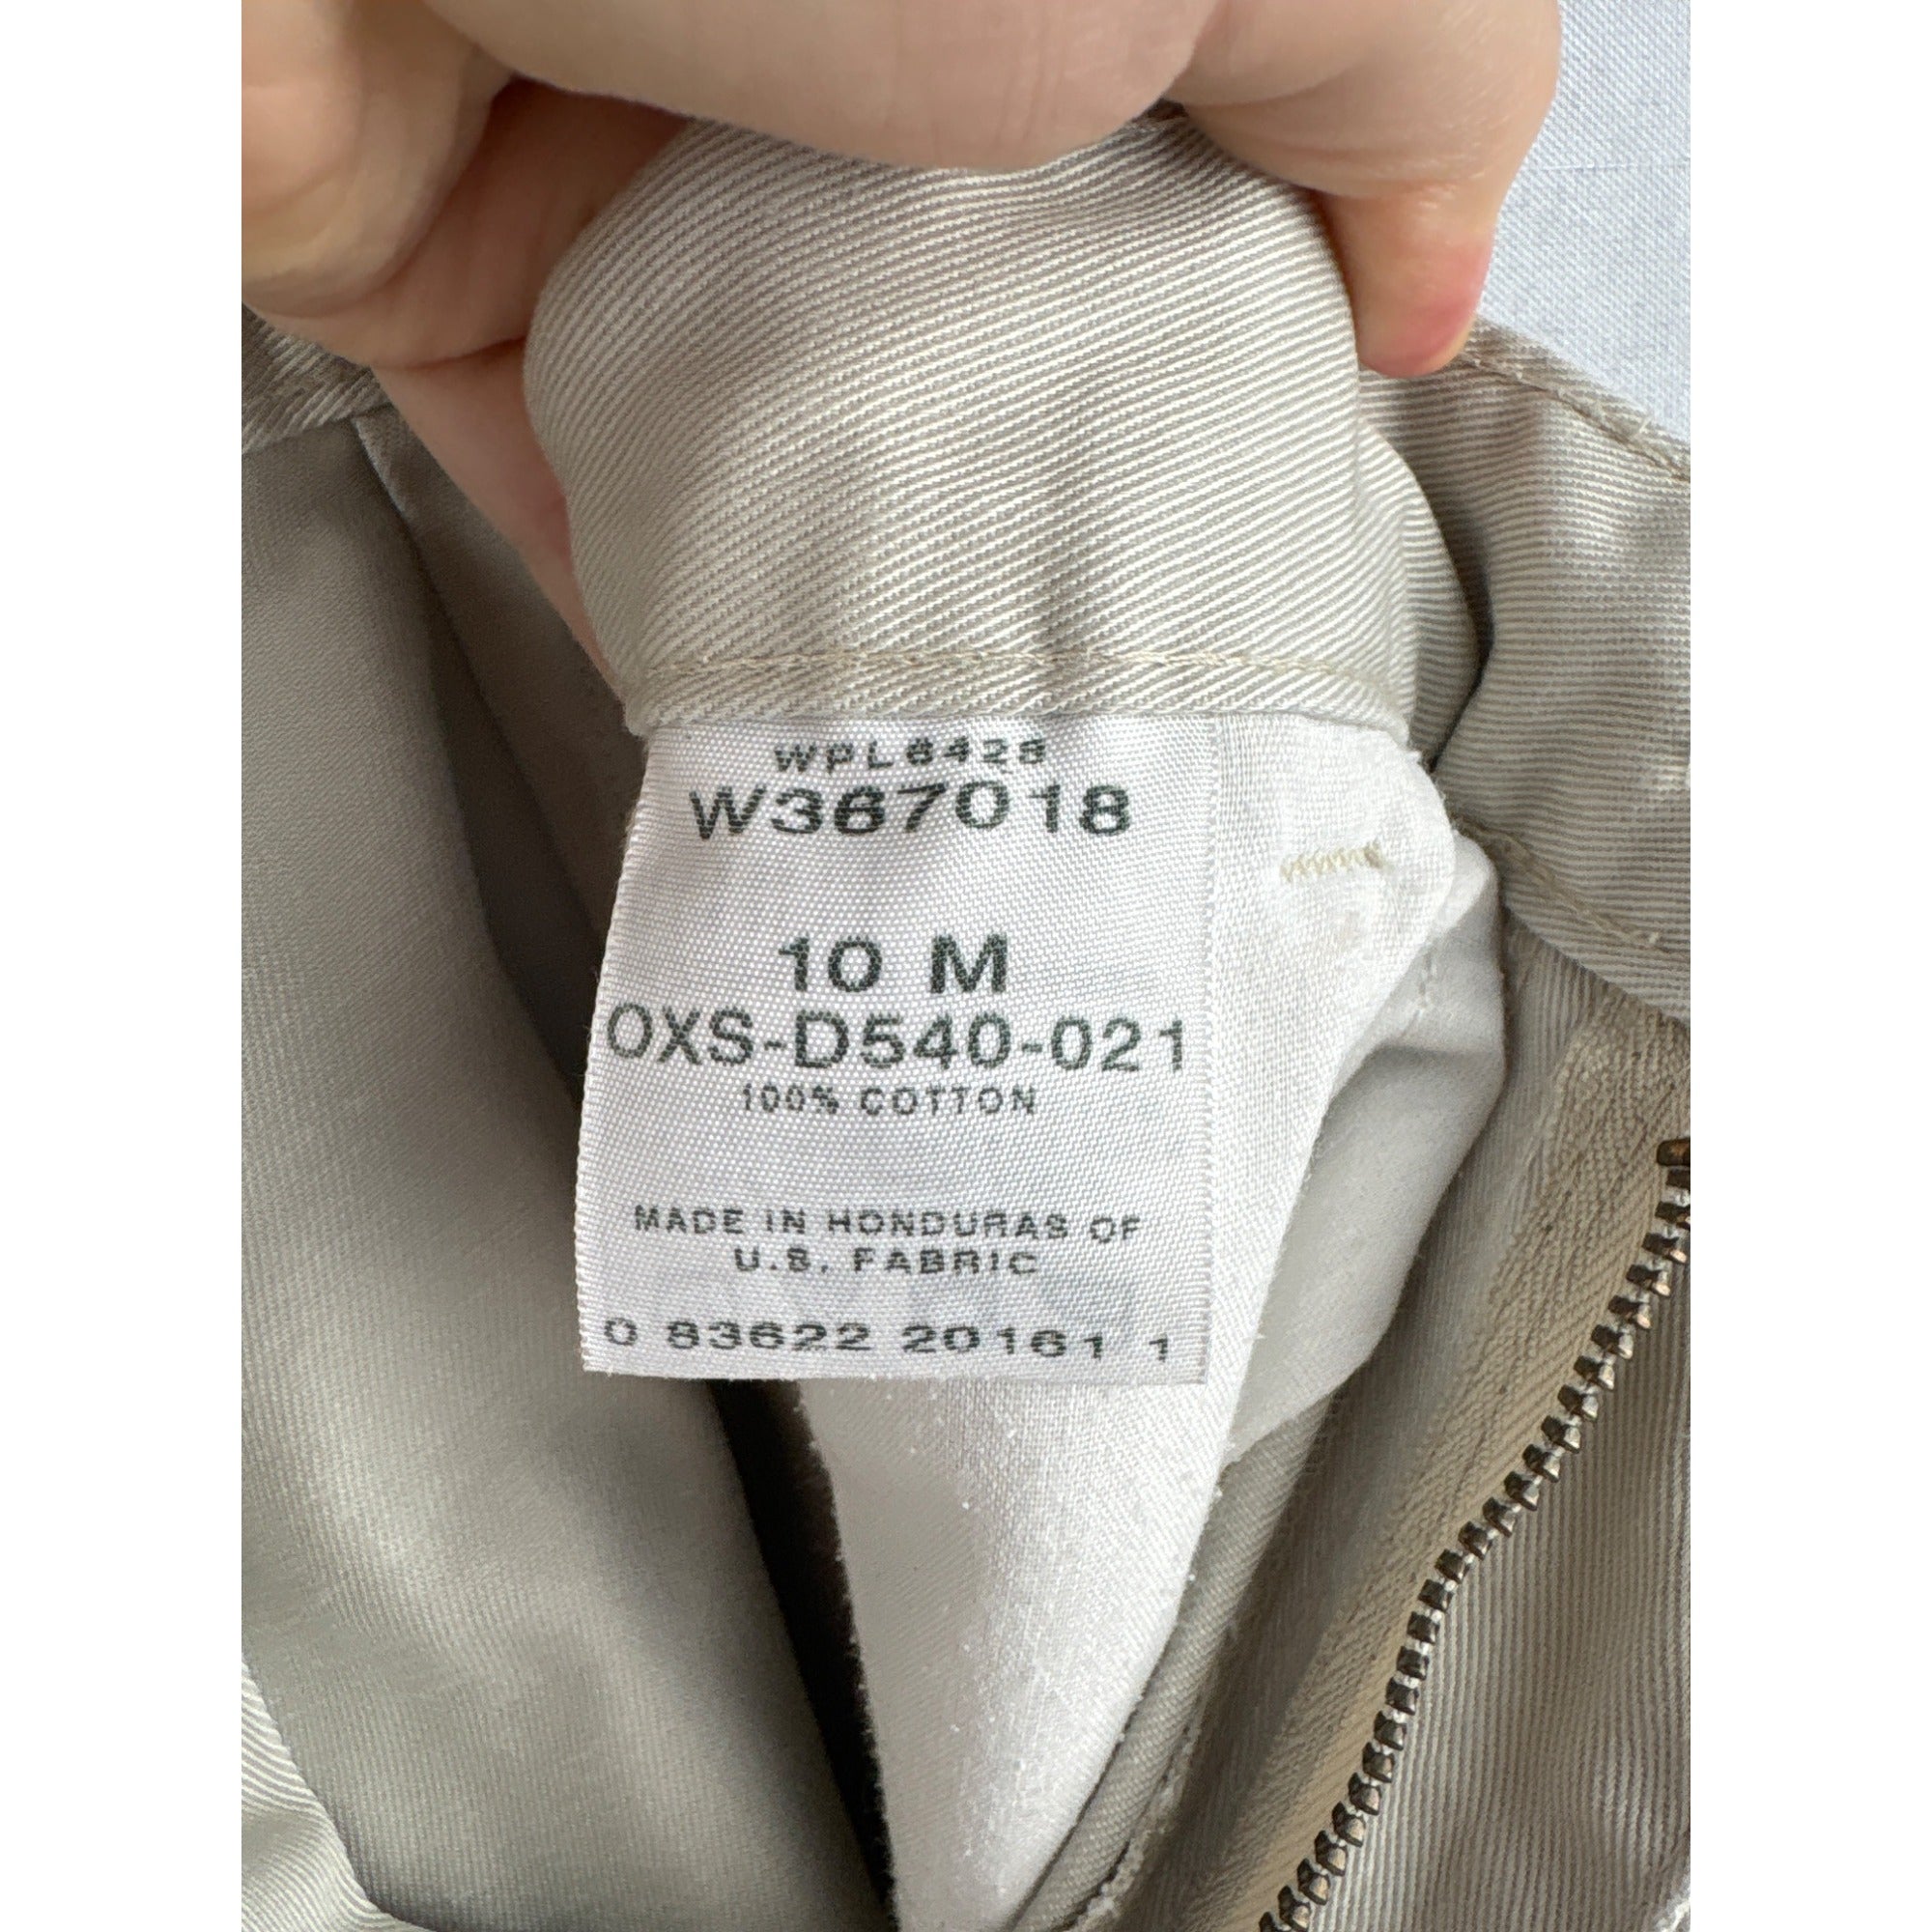 WPL6428
W367018
10 M
OXS-D540-021
100% COTTON
MADE IN HONDURAS OF
U.S. FABRIC
0 83622 20161 1